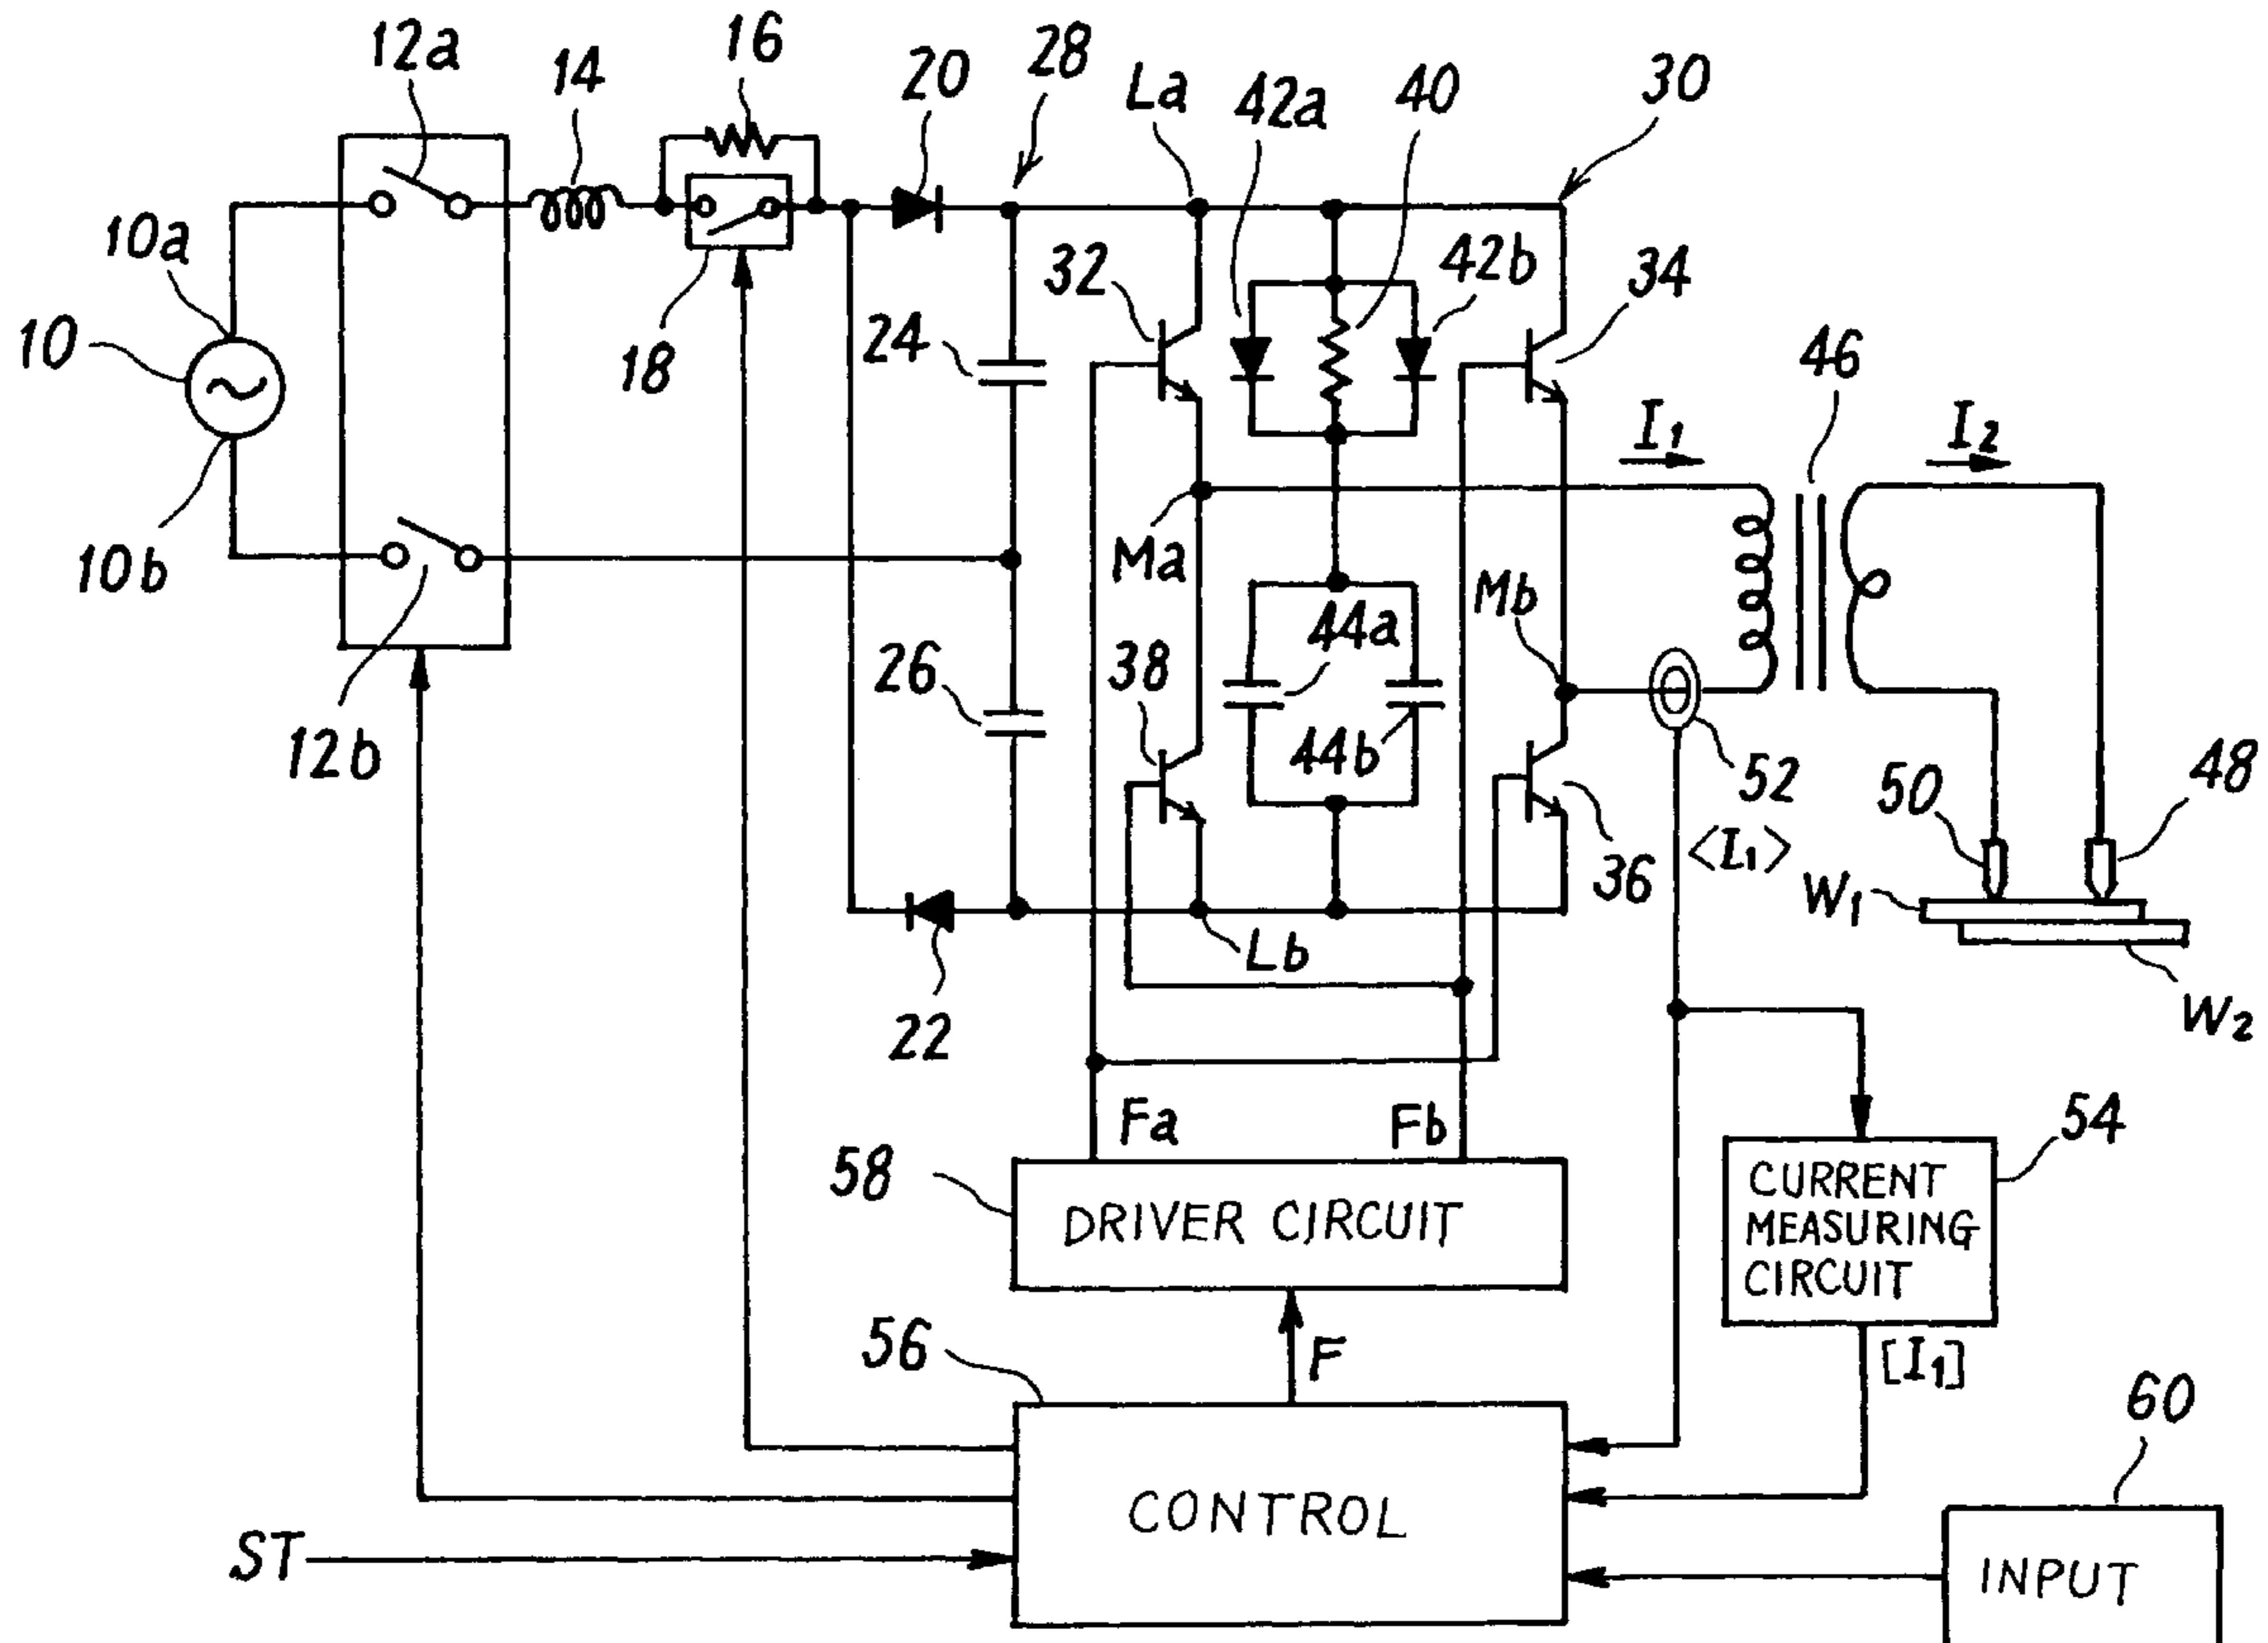 12a
14
16
20
28
La
42a
40
30
10a
10
10b
18
32
42b
34
24
46
I1
I2
Ma
Mb
44a
26
38
44b
12b
52
50
48
<I1>
36
W1
Lb
W2
22
Fa
Fb
54
58
DRIVER CIRCUIT
CURRENT
MEASURING
CIRCUIT
56
F
[I1]
60
CONTROL
ST
INPUT